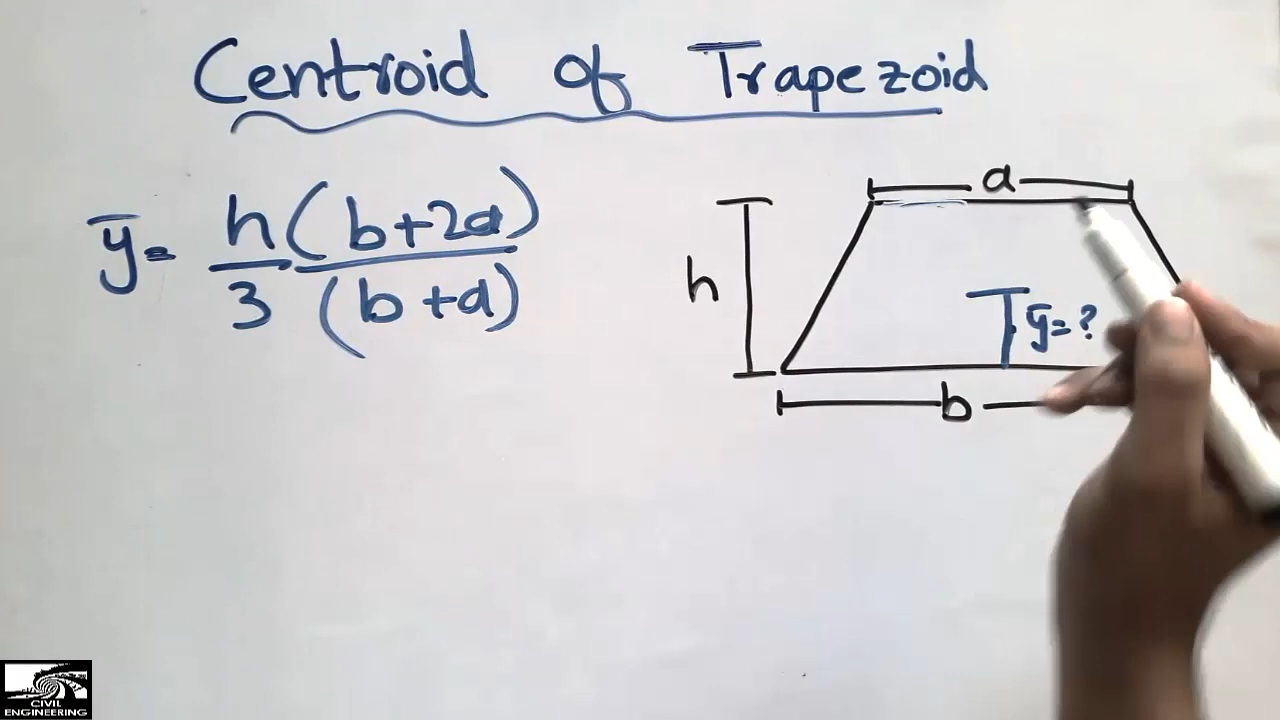 Centroid of Trapezoid
ȳ = h/3 (b+2a)/(b+a)
a
h
ȳ=?
b
CIVIL
ENGINEERING